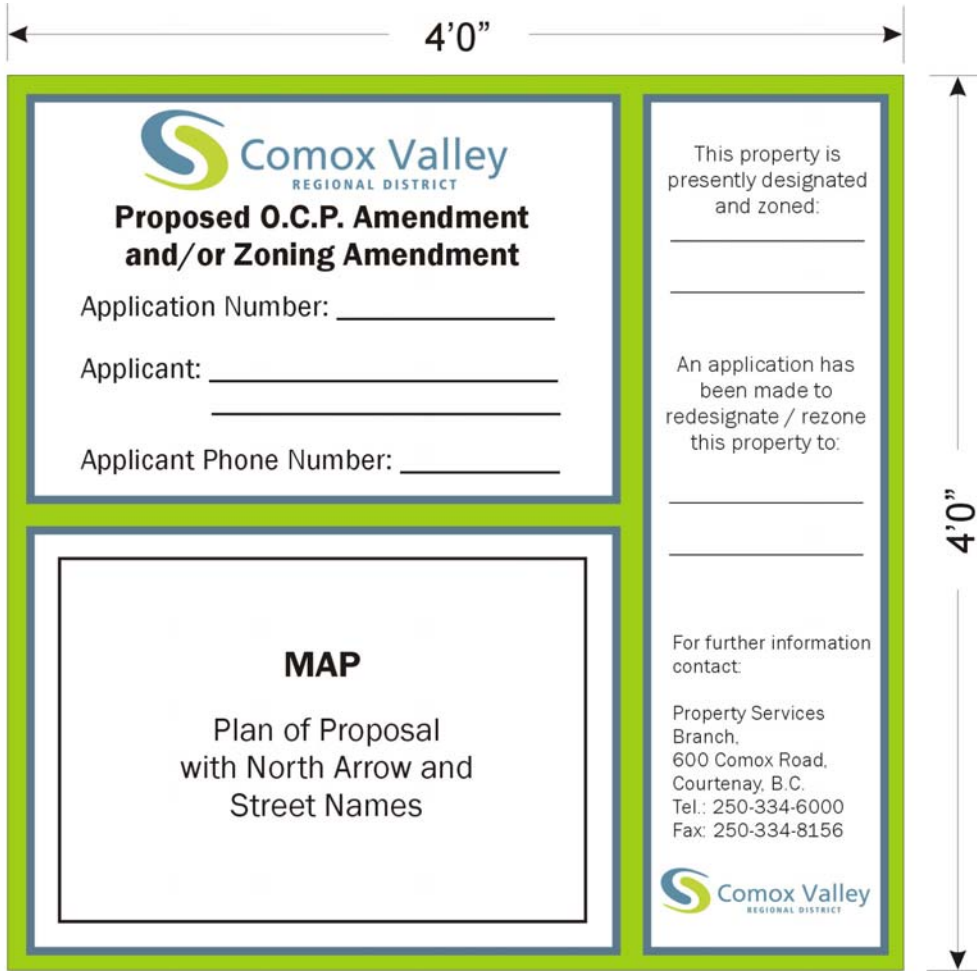 4'0"
Comox Valley
REGIONAL DISTRICT
Proposed O.C.P. Amendment
and/or Zoning Amendment
Application Number:
Applicant:
Applicant Phone Number:
MAP
Plan of Proposal
with North Arrow and
Street Names
This property is
presently designated
and zoned:
An application has
been made to
redesignate / rezone
this property to:
For further information
contact:
Property Services
Branch,
600 Comox Road,
Courtenay, B.C.
Tel.: 250-334-6000
Fax: 250-334-8156
Comox Valley
REGIONAL DISTRICT
4'0"